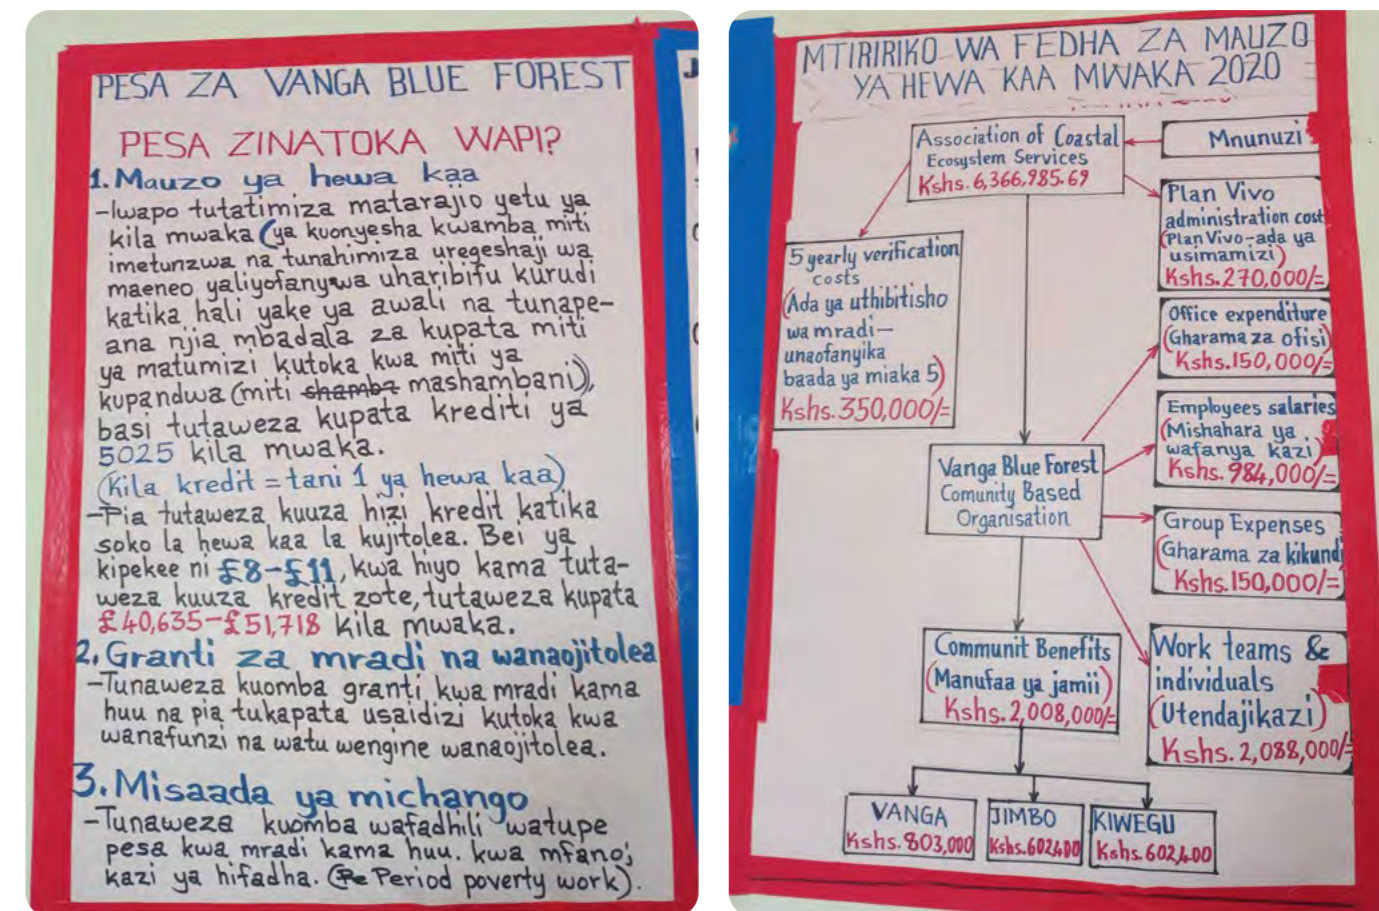 PESA ZA VANGA BLUE FOREST
PESA ZINATOKA WAPI?
1. Mauzo ya hewa kaa
-Iwapo tutatimiza matarajio yetu ya
kila mwaka (ya kuonyesha kwamba miti
imetunzwa na tunahimiza uregeshaji wa
maeneo yaliyofanywa uharibifu kurudi
katika hali yake ya awali na tunape-
ana njia mbadala za kupata miti
ya matumizi kutoka kwa miti ya
kupandwa (miti shamba mashambani)),
basi tutaweza kupata krediti ya
5025 kila mwaka.
(Kila kredit = tani 1 ya hewa kaa)
-Pia tutaweza kuuza hizi kredit katika
soko la hewa kaa la kujitolea. Bei ya
kipekee ni £8-£11, kwa hiyo kama tuta-
weza kuuza kredit zote, tutaweza kupata
£40,635-£51,718 kila mwaka.
2. Granti za mradi na wanaojitolea
-Tunaweza kuomba granti kwa mradi kama
huu na pia tukapata usaidizi kutoka kwa
wanafunzi na watu wengine wanaojitolea.
3. Misaada ya michango
-Tunaweza kuomba wafadhili watupe
pesa kwa mradi kama huu. kwa mfano;
kazi ya hifadha. (Pe Period poverty work).
MTIRIRIKO WA FEDHA ZA MAUZO
YA HEWA KAA MWAKA 2020
Association of Coastal
Ecosystem Services
Kshs. 6,366,985.69
Mnunuzi
Plan Vivo
administration cost
(Plan Vivo-ada ya
usimamizi)
Kshs. 270,000/=
5 yearly verification
costs
(Ada ya uthibitisho
wa mradi-
unaofanyika
baada ya miaka 5)
Kshs. 350,000/=
Office expenditure
(Gharama za ofisi)
Kshs. 150,000/=
Employees salaries
(Mishahara ya
wafanya kazi)
Kshs. 984,000/=
Vanga Blue Forest
Comunity Based
Organisation
Group Expenses
(Gharama za kikundi
Kshs. 150,000/=
Communit Benefits
(Manufaa ya jamii)
Kshs. 2,008,000/=
Work teams &
individuals
(Utendajikazi)
Kshs. 2,088,000/=
VANGA
Kshs. 803,000
JIMBO
Kshs. 602400
KIWEGU
Kshs. 602,400